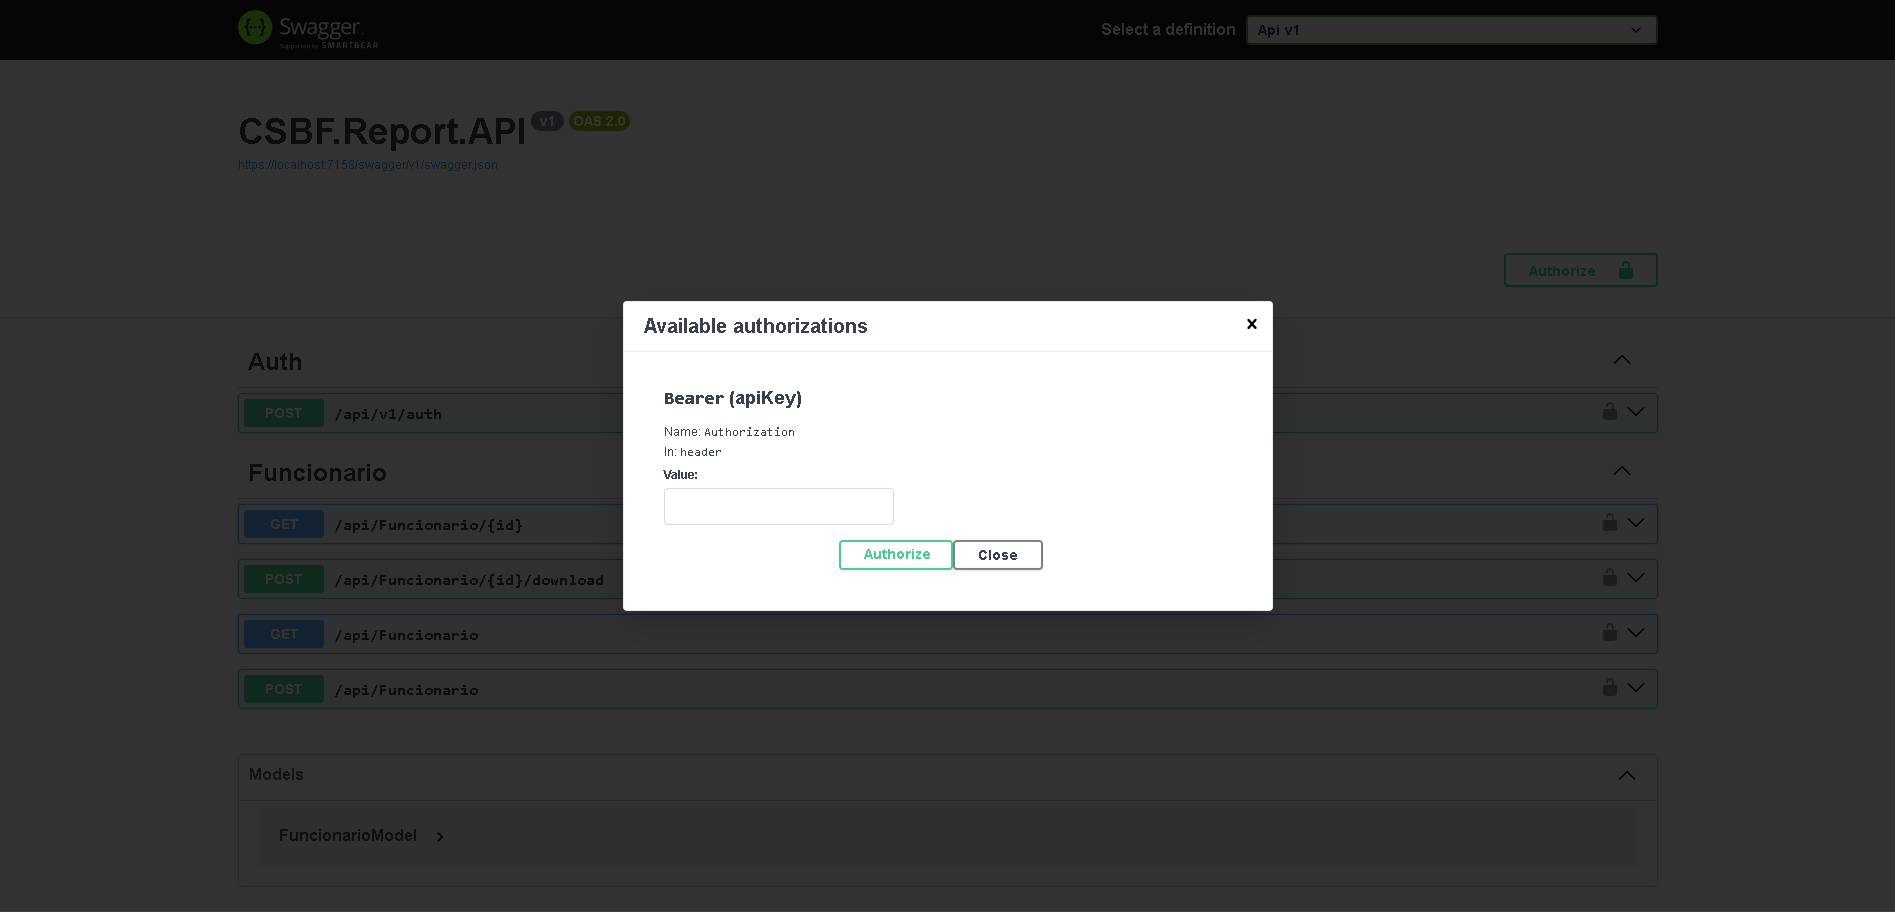 Swagger.
Supported by SMARTBEAR
Select a definition
Api v1
CSBF.Report.API v1 OAS 2.0
https://localhost:7158/swagger/v1/swagger.json
Authorize
Available authorizations
Bearer (apiKey)
Name: Authorization
In: header
Value:
Authorize Close
Auth
POST /api/v1/auth
Funcionario
GET /api/Funcionario/{id}
POST /api/Funcionario/{id}/download
GET /api/Funcionario
POST /api/Funcionario
Models
FuncionarioModel